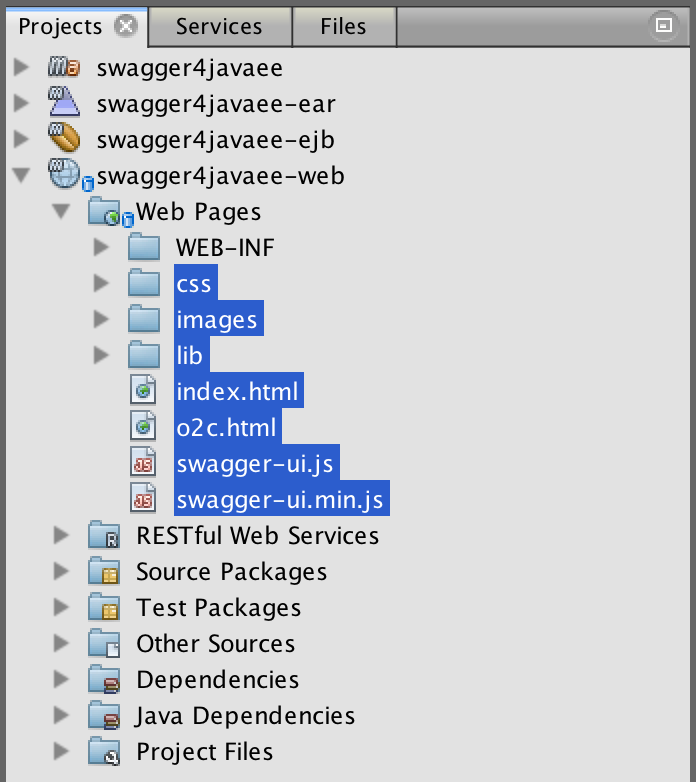 Projects Services Files
swagger4javaee
swagger4javaee-ear
swagger4javaee-ejb
swagger4javaee-web
Web Pages
WEB-INF
css
images
lib
index.html
o2c.html
swagger-ui.js
swagger-ui.min.js
RESTful Web Services
Source Packages
Test Packages
Other Sources
Dependencies
Java Dependencies
Project Files